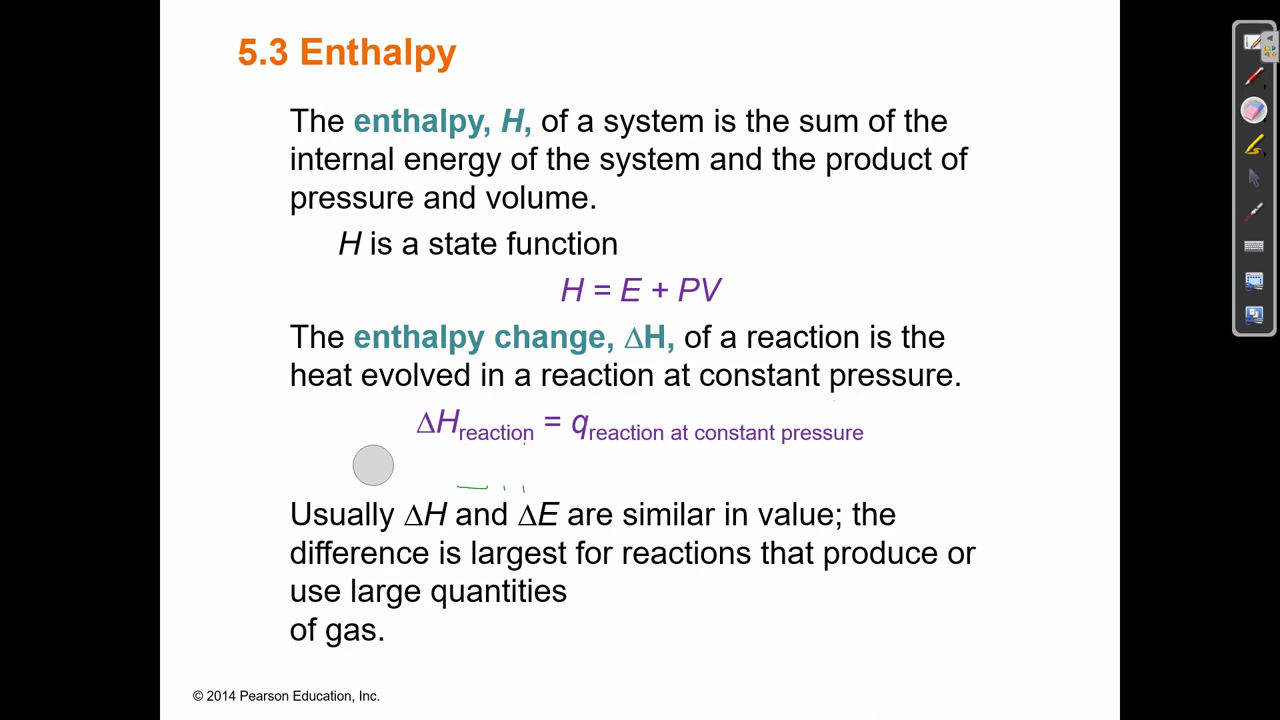 5.3 Enthalpy
The enthalpy, H, of a system is the sum of the
internal energy of the system and the product of
pressure and volume.
H is a state function
H = E + PV
The enthalpy change, ΔH, of a reaction is the
heat evolved in a reaction at constant pressure.
ΔHreaction = qreaction at constant pressure
Usually ΔH and ΔE are similar in value; the
difference is largest for reactions that produce or
use large quantities
of gas.
© 2014 Pearson Education, Inc.